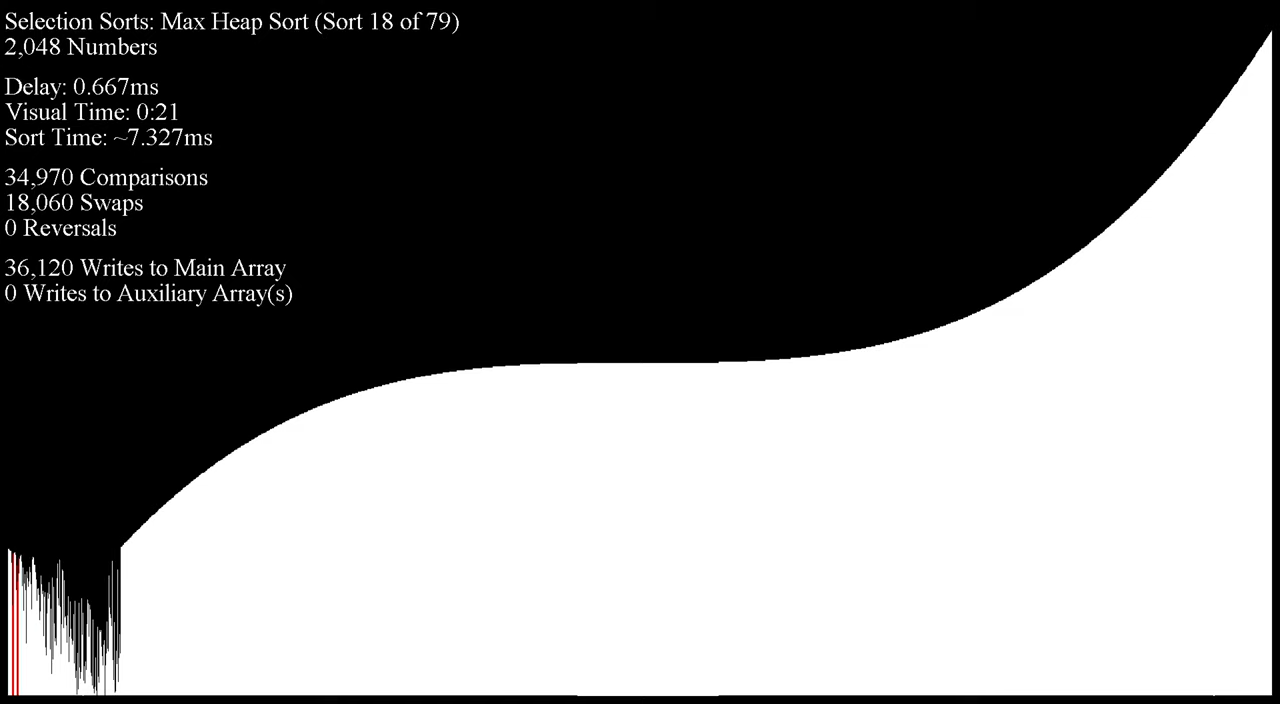 Selection Sorts: Max Heap Sort (Sort 18 of 79)
2,048 Numbers
Delay: 0.667ms
Visual Time: 0:21
Sort Time: ~7.327ms
34,970 Comparisons
18,060 Swaps
0 Reversals
36,120 Writes to Main Array
0 Writes to Auxiliary Array(s)